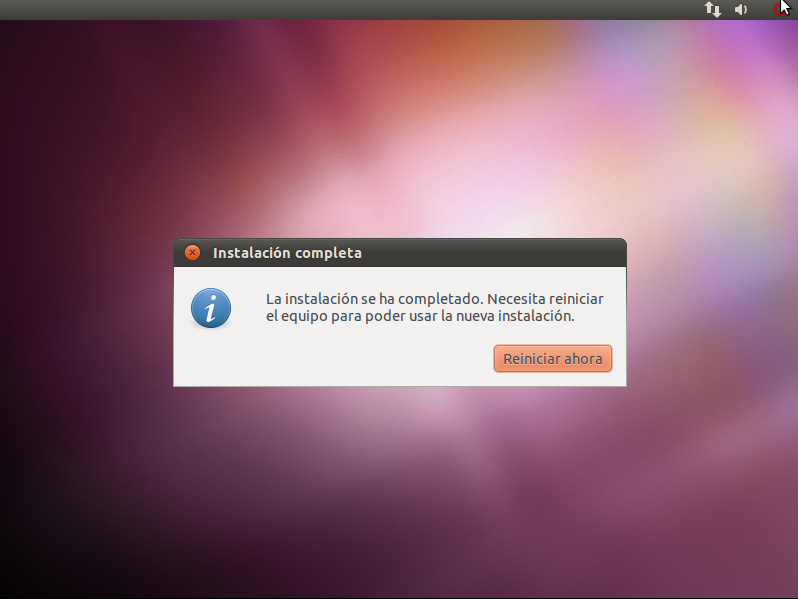 Instalación completa
La instalación se ha completado. Necesita reiniciar
el equipo para poder usar la nueva instalación.
Reiniciar ahora